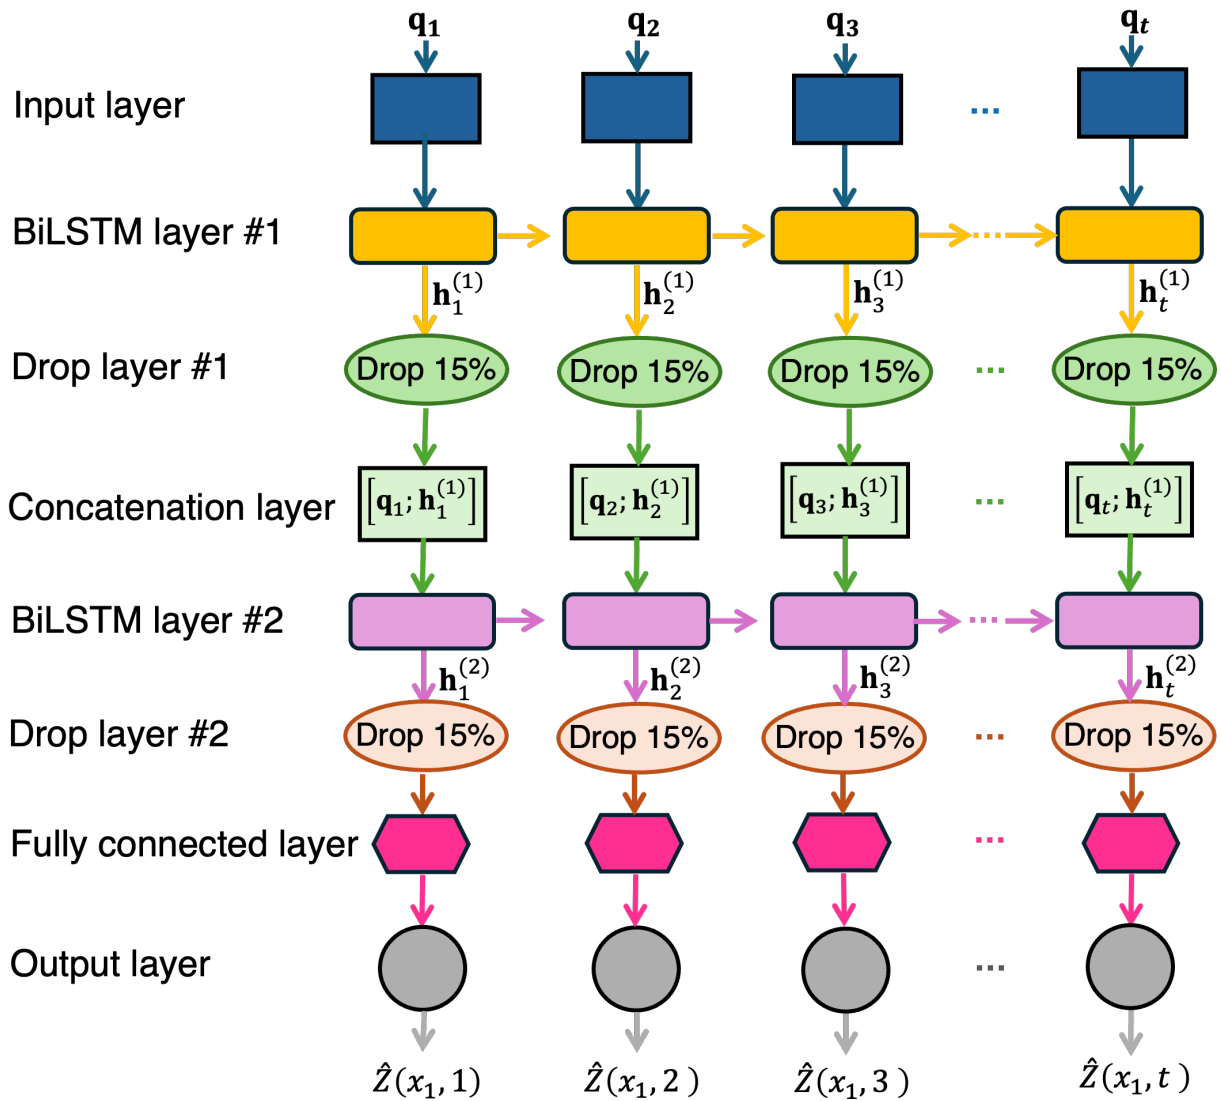 q₁ q₂ q₃ qₜ
Input layer ...
BiLSTM layer #1 ....
h₁⁽¹⁾ h₂⁽¹⁾ h₃⁽¹⁾ hₜ⁽¹⁾
Drop layer #1 Drop 15% Drop 15% Drop 15% ... Drop 15%
Concatenation layer [q₁; h₁⁽¹⁾] [q₂; h₂⁽¹⁾] [q₃; h₃⁽¹⁾] ... [qₜ; hₜ⁽¹⁾]
BiLSTM layer #2 ...
h₁⁽²⁾ h₂⁽²⁾ h₃⁽²⁾ hₜ⁽²⁾
Drop layer #2 Drop 15% Drop 15% Drop 15% ... Drop 15%
Fully connected layer ...
Output layer ...
Ẑ(x₁, 1) Ẑ(x₁, 2) Ẑ(x₁, 3) Ẑ(x₁, t)